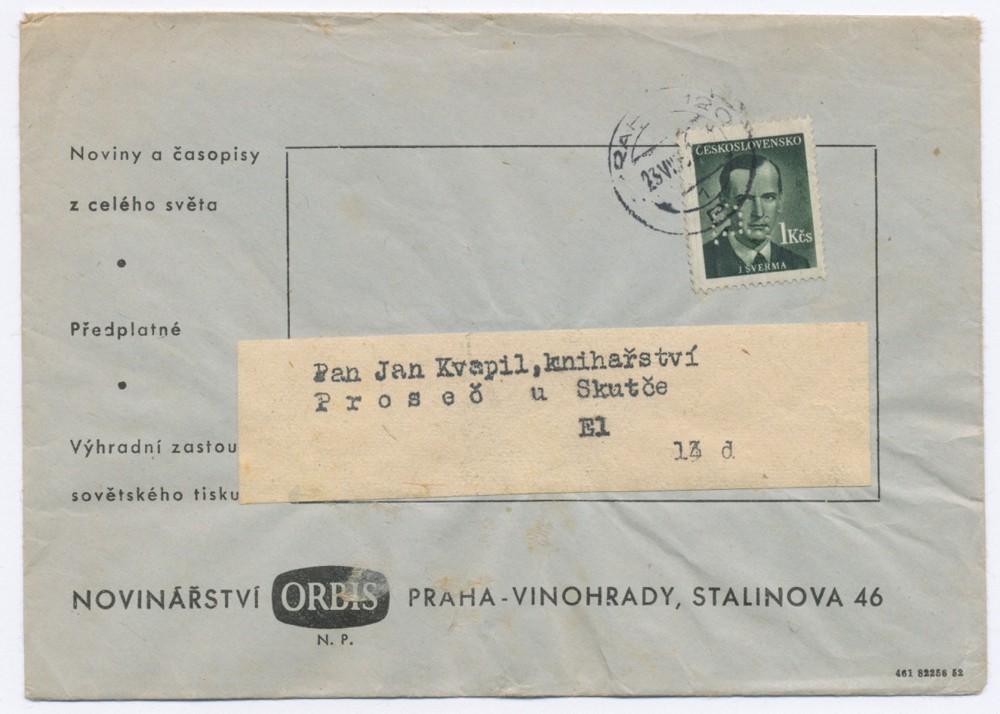 Noviny a časopisy
z celého světa
•
Předplatné
•
Výhradní zastou
sovětského tisku
ČESKOSLOVENSKO
1Kčs
J. ŠVERMA
Pan Jan Kvapil, knihařství
Proseč u Skutče
E1
13 d
NOVINÁŘSTVÍ ORBIS PRAHA-VINOHRADY, STALINOVA 46
N. P.
461 82256 52